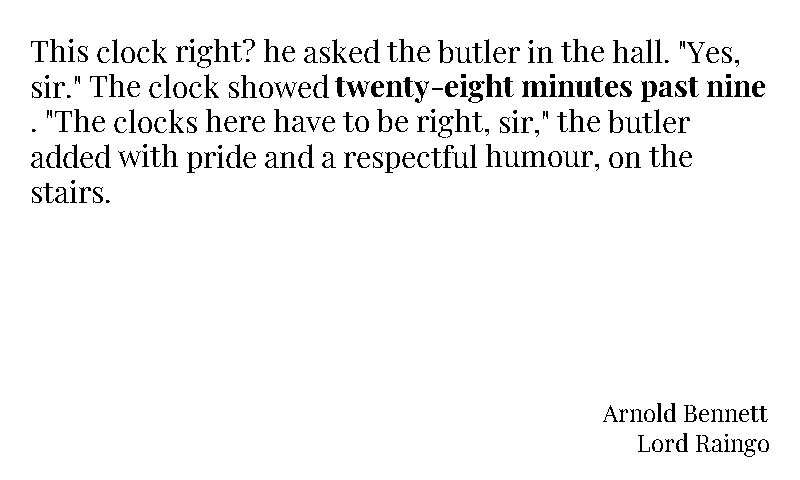 This clock right? he asked the butler in the hall. "Yes,
sir." The clock showed twenty-eight minutes past nine
. "The clocks here have to be right, sir," the butler
added with pride and a respectful humour, on the
stairs.
Arnold Bennett
Lord Raingo